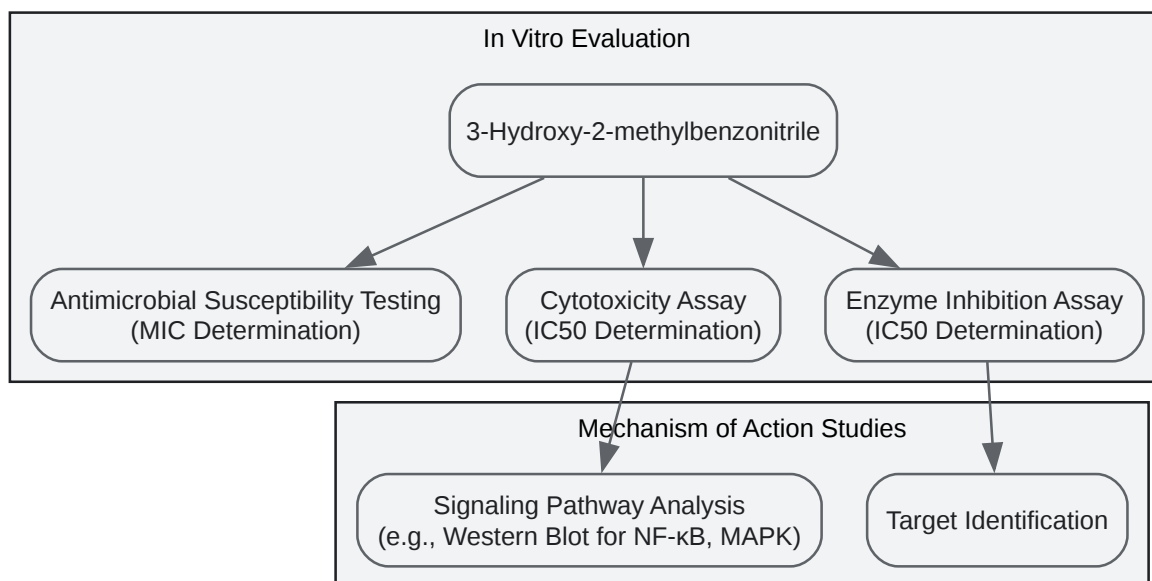 In Vitro Evaluation
3-Hydroxy-2-methylbenzonitrile
Antimicrobial Susceptibility Testing
(MIC Determination)
Cytotoxicity Assay
(IC50 Determination)
Enzyme Inhibition Assay
(IC50 Determination)
Mechanism of Action Studies
Signaling Pathway Analysis
(e.g., Western Blot for NF-κB, MAPK)
Target Identification